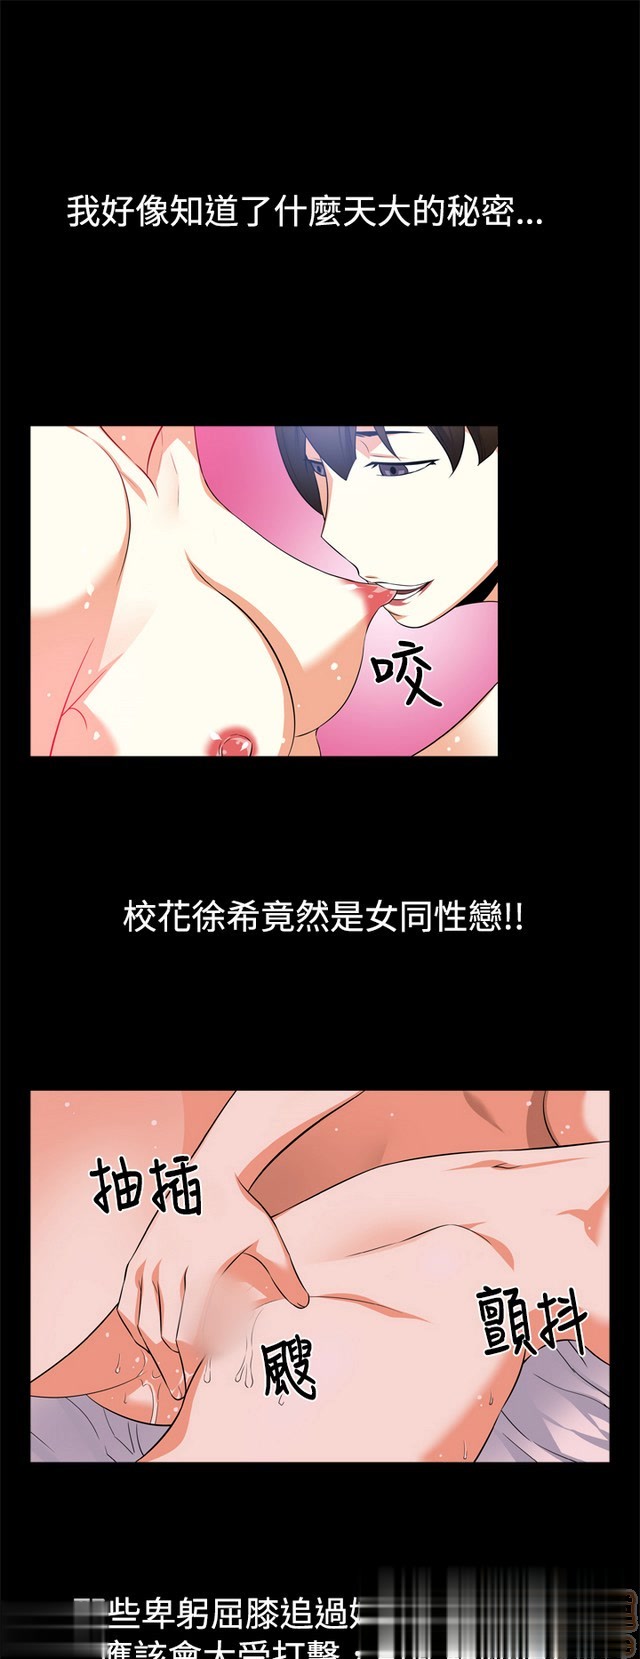 我好像知道了什麼天大的秘密...
咬
校花徐希竟然是女同性戀!!
抽插
颼
顫抖
些卑躬屈膝追過
應該會大受打擊，